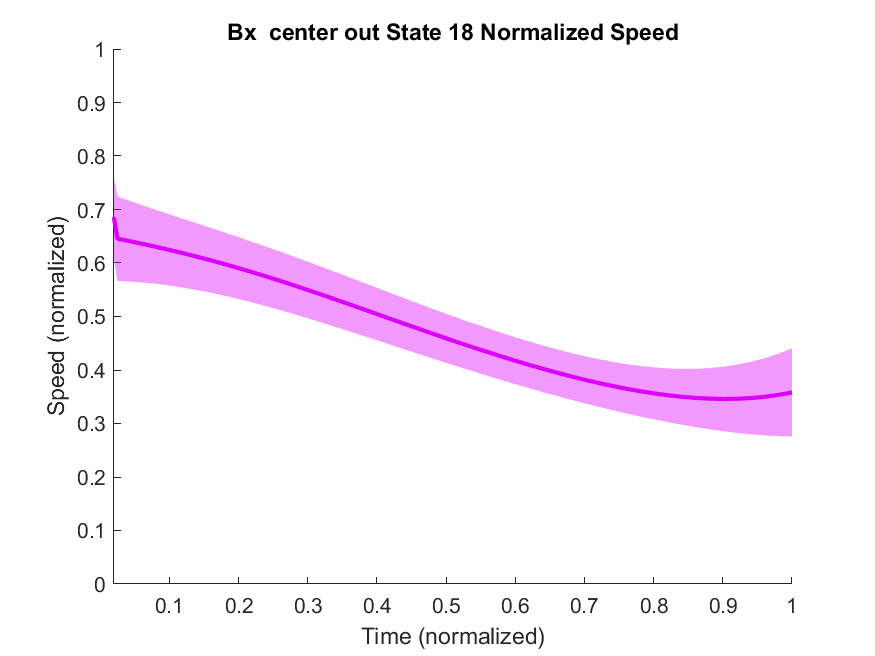 Bx  center out State 18 Normalized Speed
1
0.9
0.8
0.7
0.6
0.5
0.4
0.3
0.2
0.1
0
Speed (normalized)
0.1 0.2 0.3 0.4 0.5 0.6 0.7 0.8 0.9 1
Time (normalized)